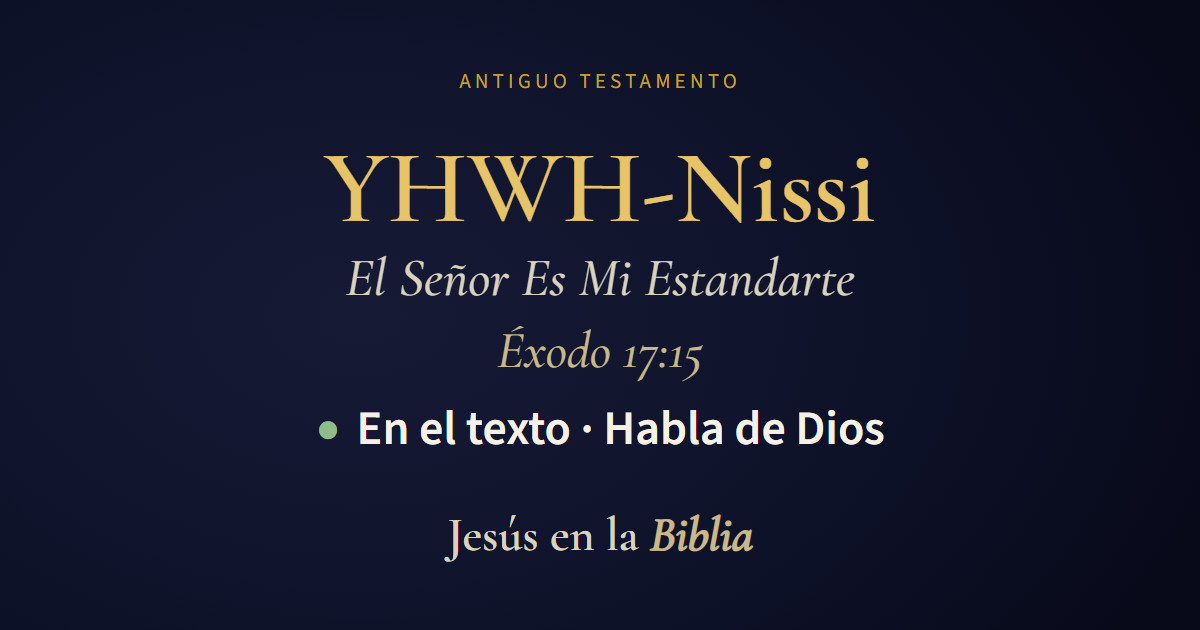 ANTIGUO TESTAMENTO
YHWH-Nissi
El Señor Es Mi Estandarte
Éxodo 17:15
• En el texto · Habla de Dios
Jesús en la Biblia